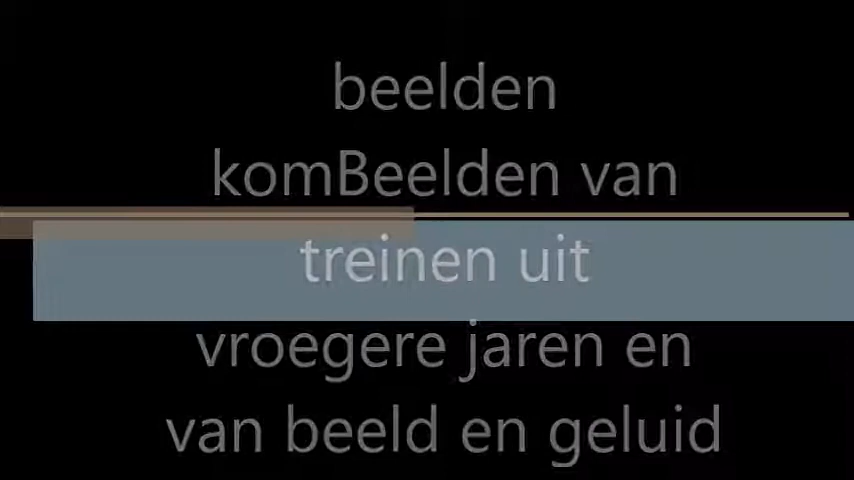 beelden
komBeelden van
treinen uit
vroegere jaren en
van beeld en geluid